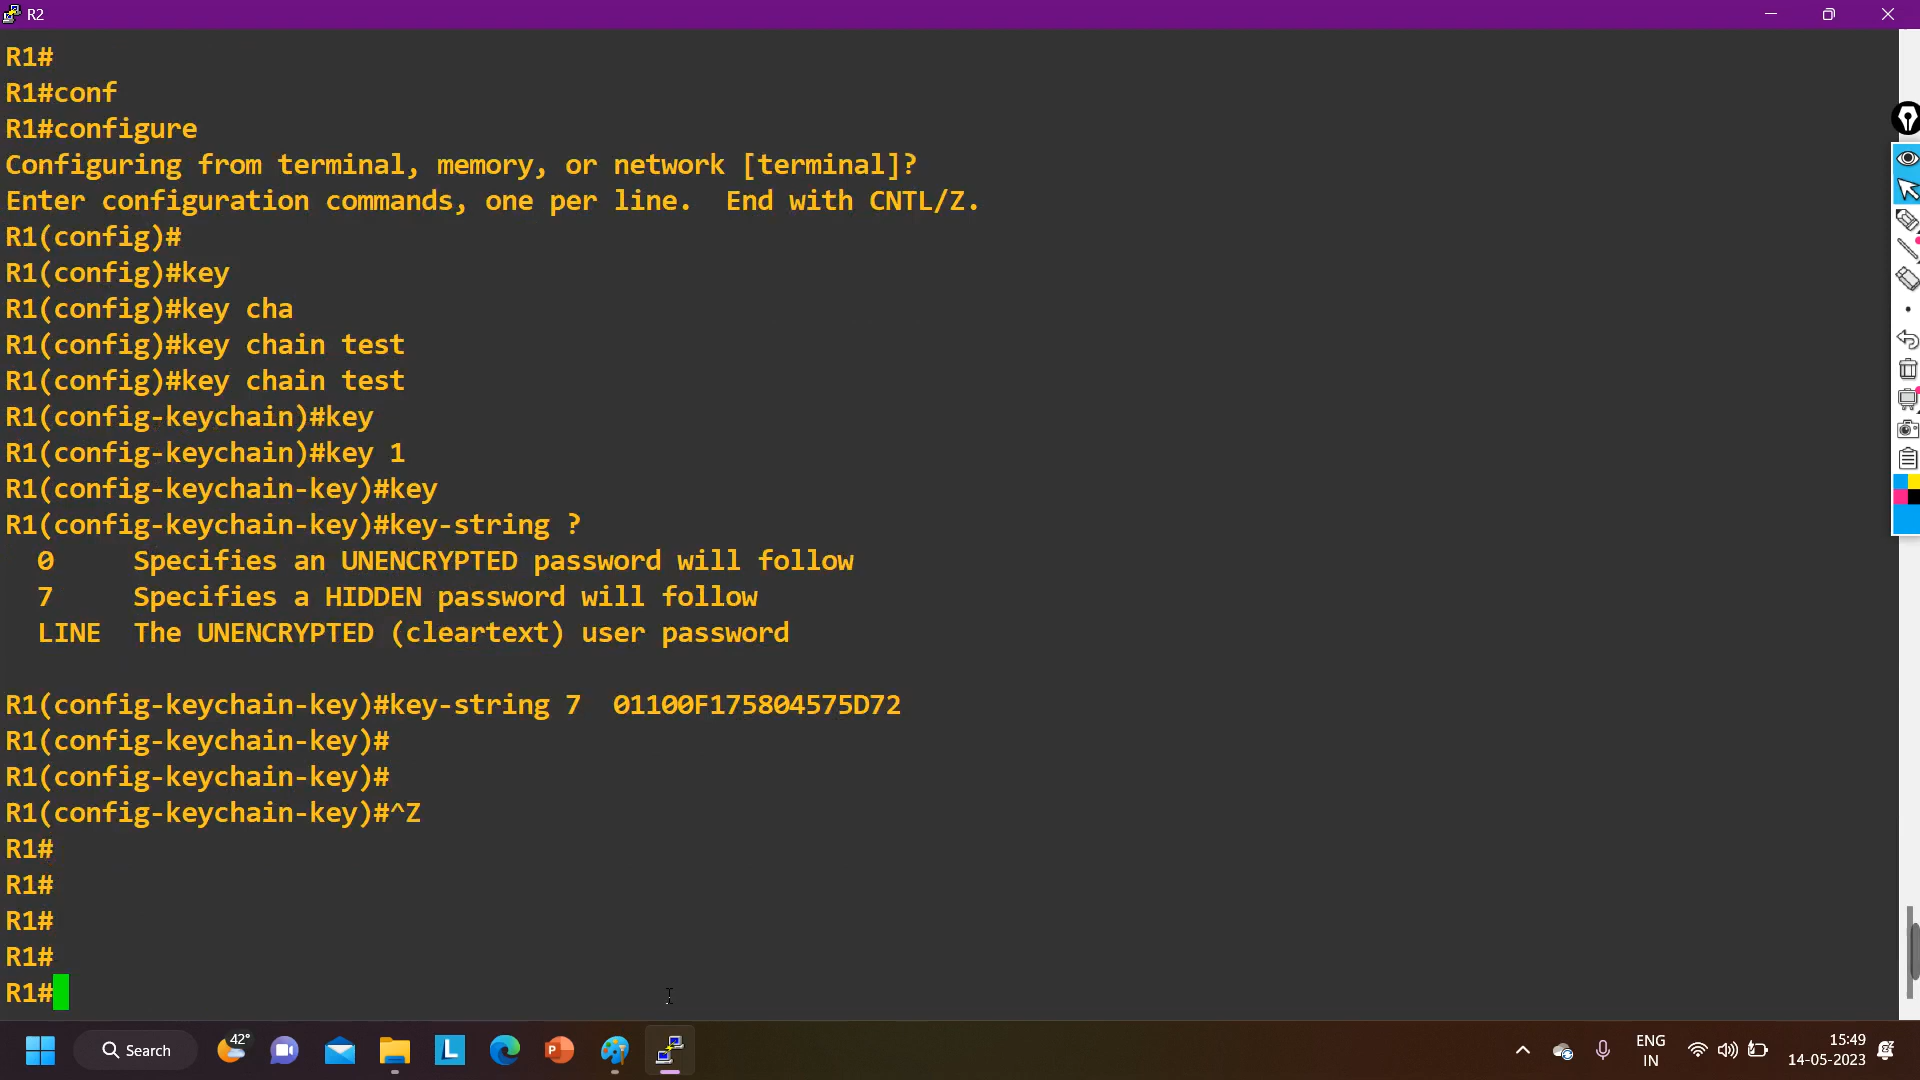 R2
R1#
R1#conf
R1#configure
Configuring from terminal, memory, or network [terminal]?
Enter configuration commands, one per line.  End with CNTL/Z.
R1(config)#
R1(config)#key
R1(config)#key cha
R1(config)#key chain test
R1(config)#key chain test
R1(config-keychain)#key
R1(config-keychain)#key 1
R1(config-keychain-key)#key
R1(config-keychain-key)#key-string ?
  0     Specifies an UNENCRYPTED password will follow
  7     Specifies a HIDDEN password will follow
  LINE  The UNENCRYPTED (cleartext) user password
R1(config-keychain-key)#key-string 7  01100F175804575D72
R1(config-keychain-key)#
R1(config-keychain-key)#
R1(config-keychain-key)#^Z
R1#
R1#
R1#
R1#
R1#
Search
42°
L
P
ENG
IN
15:49
14-05-2023